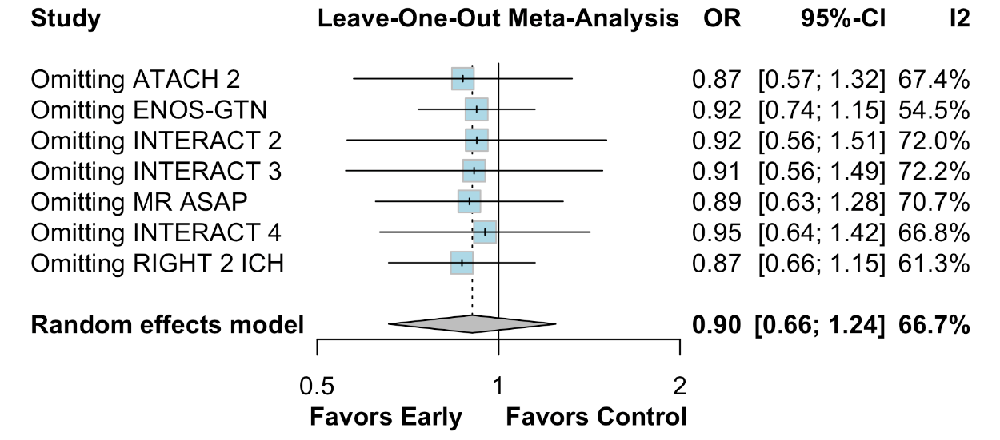 Study Leave-One-Out Meta-Analysis OR 95%-CI I2
Omitting ATACH 2 0.87 [0.57; 1.32] 67.4%
Omitting ENOS-GTN 0.92 [0.74; 1.15] 54.5%
Omitting INTERACT 2 0.92 [0.56; 1.51] 72.0%
Omitting INTERACT 3 0.91 [0.56; 1.49] 72.2%
Omitting MR ASAP 0.89 [0.63; 1.28] 70.7%
Omitting INTERACT 4 0.95 [0.64; 1.42] 66.8%
Omitting RIGHT 2 ICH 0.87 [0.66; 1.15] 61.3%
Random effects model 0.90 [0.66; 1.24] 66.7%
0.5 1 2
Favors Early Favors Control